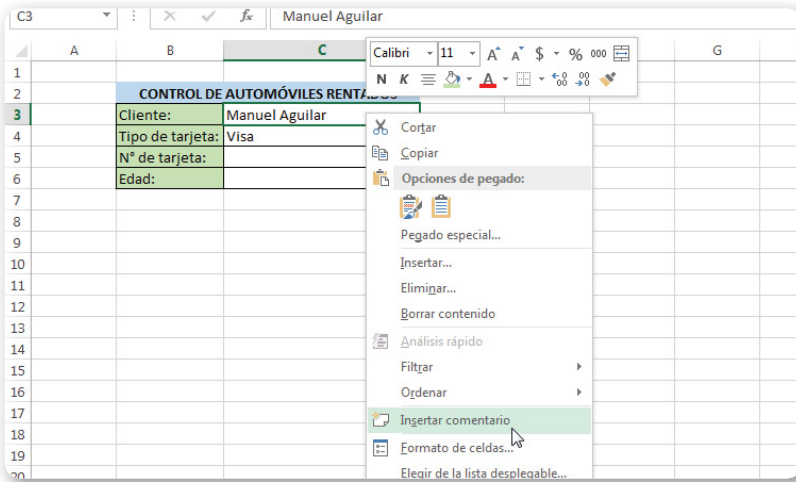 C3 fx Manuel Aguilar
A B C G
Calibri 11 A A $ % 000
N K A
1
2 CONTROL DE AUTOMÓVILES RENTADOS
3 Cliente: Manuel Aguilar
4 Tipo de tarjeta: Visa
5 N° de tarjeta:
6 Edad:
7
8
9
10
11
12
13
14
15
16
17
18
19
20
Cortar
Copiar
Opciones de pegado:
Pegado especial...
Insertar...
Eliminar...
Borrar contenido
Análisis rápido
Filtrar
Ordenar
Insertar comentario
Formato de celdas...
Elegir de la lista desplegable...